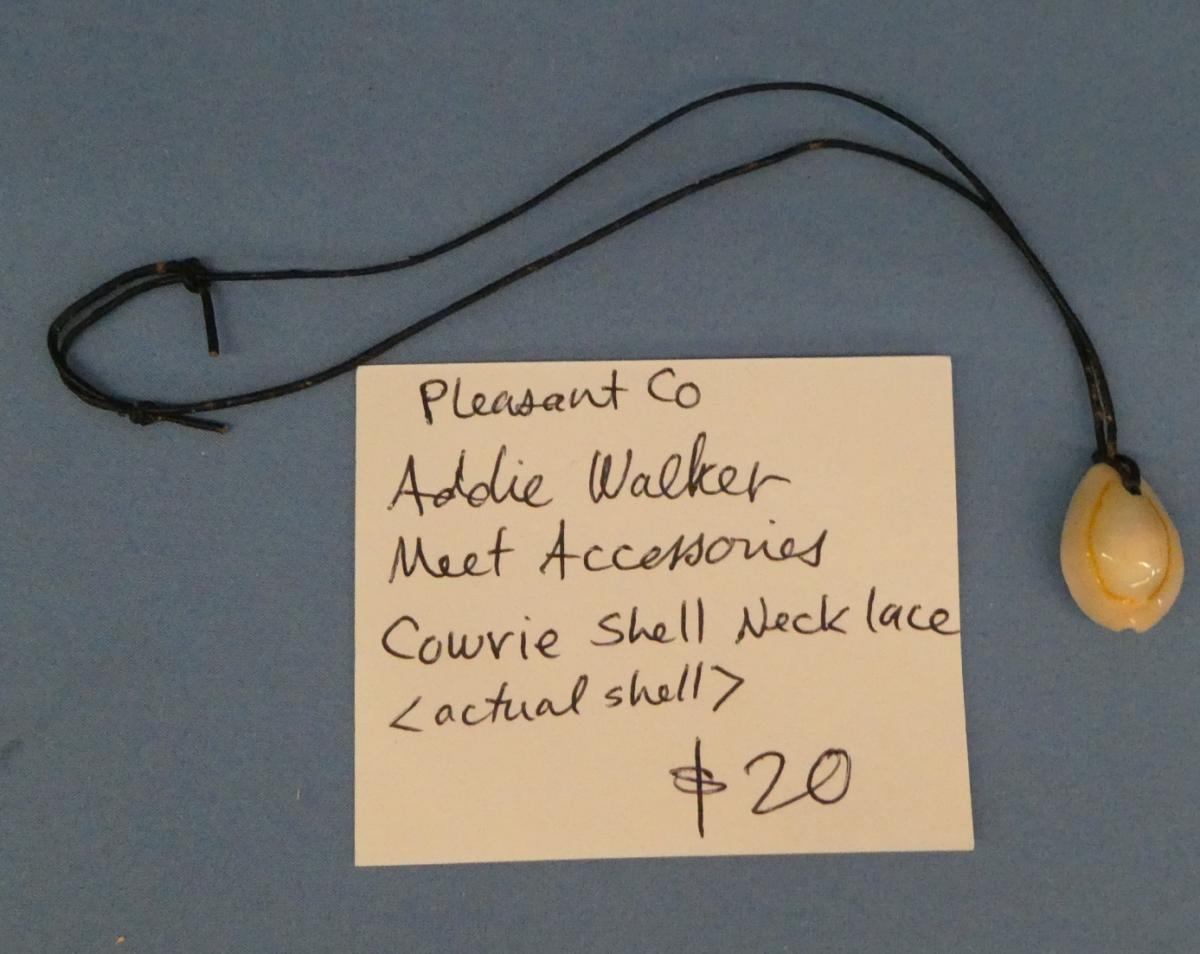 Pleasant Co
Addie Walker
Meet Accessories
Cowrie Shell Necklace
<actual shell>
$20